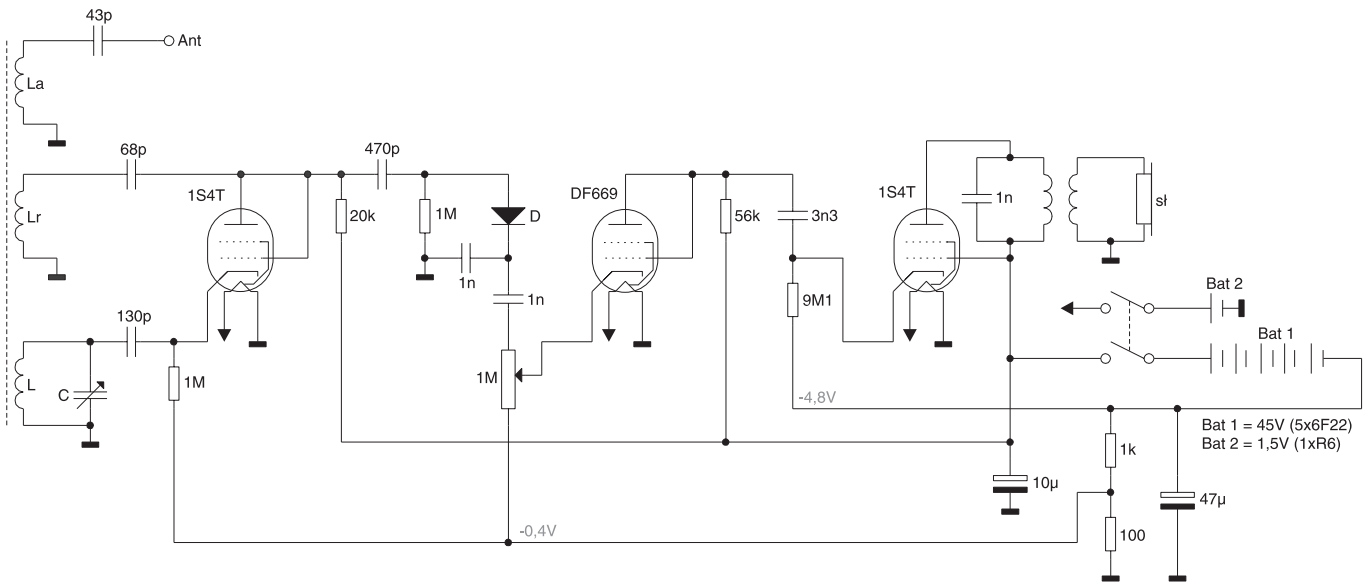 43p
Ant
La
68p
470p
1S4T
DF669
1S4T
Lr
20k
1M
D
56k
3n3
1n
sł
1n
1n
9M1
Bat 2
130p
Bat 1
L
C
1M
1M
-4,8V
Bat 1 = 45V (5x6F22)
Bat 2 = 1,5V (1xR6)
1k
10µ
47µ
-0,4V
100